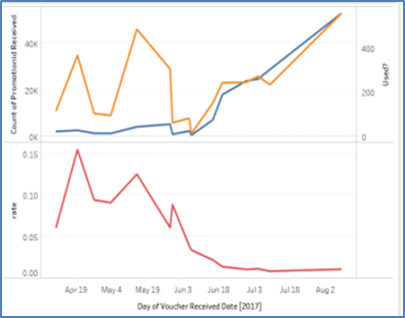 Count of Promotionid Received
40K
20K
0K
400
200
0
Used?
rate
0.15
0.10
0.05
0.00
Apr 19 May 4 May 19 Jun 3 Jun 18 Jul 3 Jul 18 Aug 2
Day of Voucher Received Date [2017]